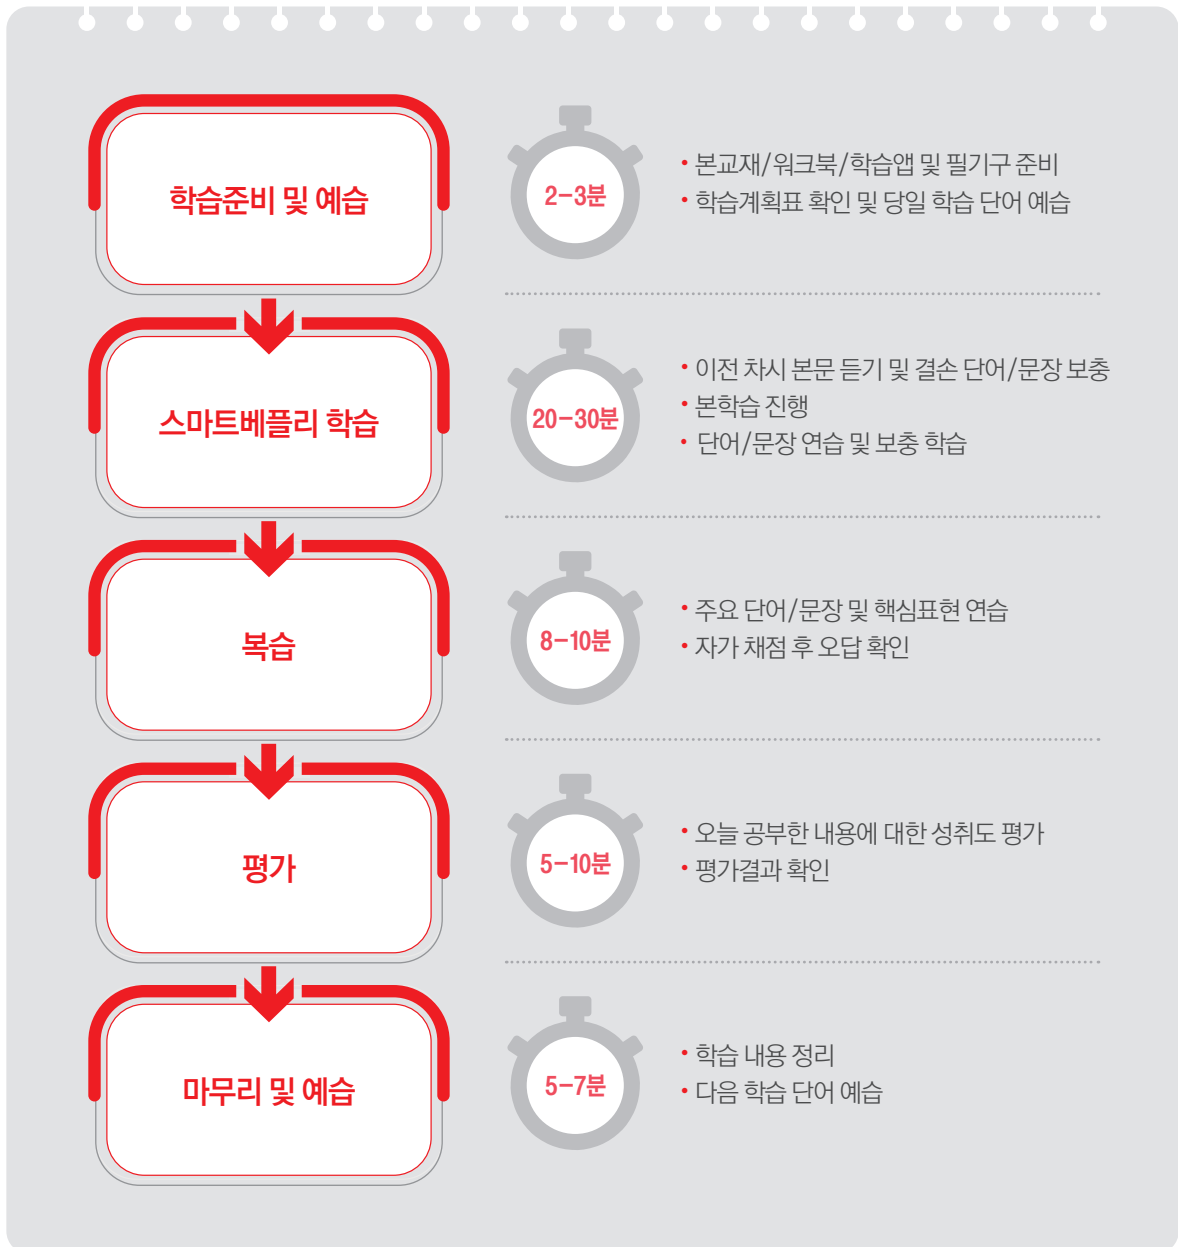 학습준비 및 예습
2-3분
• 본교재/워크북/학습앱 및 필기구 준비
• 학습계획표 확인 및 당일 학습 단어 예습
스마트베플리 학습
20-30분
• 이전 차시 본문 듣기 및 결손 단어/문장 보충
• 본학습 진행
• 단어/문장 연습 및 보충 학습
복습
8-10분
• 주요 단어/문장 및 핵심표현 연습
• 자가 채점 후 오답 확인
평가
5-10분
• 오늘 공부한 내용에 대한 성취도 평가
• 평가결과 확인
마무리 및 예습
5-7분
• 학습 내용 정리
• 다음 학습 단어 예습